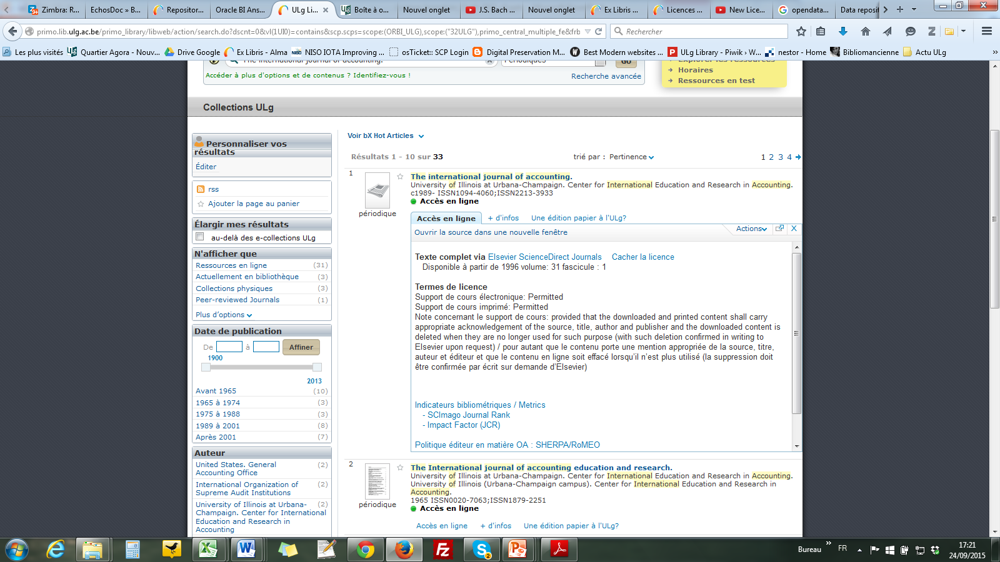 Zimbra: R...
EchosDoc » B...
Repositor...
Oracle BI Ans...
ULg Li...
Boîte à o...
Nouvel onglet
J.S. Bach ...
Nouvel onglet
Ex Libris ...
Licences ...
New Lice...
opendata...
Data reposit
primo.lib.ulg.ac.be/primo_library/libweb/action/search.do?dscnt=0&vl(1UI0)=contains&scp.scps=scope:(ORBI_ULG),scope:("32ULG"),primo_central_multiple_fe&frb
Rechercher
Les plus visités
Quartier Agora - Nouv...
Drive Google
Ex Libris - Alma
NISO IOTA Improving ...
osTicket:: SCP Login
Digital Preservation M...
Best Modern websites ...
ULg Library - Piwik › W...
nestor - Home
Bibliomancienne
Actu ULg
The international journal of accounting.
Périodiques
Go
Accéder à plus d'options et de contenus ? Identifiez-vous !
Recherche avancée
Explorer les ressources
Horaires
Ressources en test
Collections ULg
Personnaliser vos
résultats
Éditer
rss
Ajouter la page au panier
Élargir mes résultats
au-delà des e-collections ULg
N'afficher que
Ressources en ligne (31)
Actuellement en bibliothèque (3)
Collections physiques (3)
Peer-reviewed Journals (1)
Plus d’options
Date de publication
De à Affiner
1900
2013
Avant 1965 (10)
1965 à 1974 (3)
1975 à 1988 (3)
1989 à 2001 (8)
Après 2001 (7)
Auteur
United States. General (2)
Accounting Office
International Organization of (2)
Supreme Audit Institutions
University of Illinois at Urbana- (2)
Champaign. Center for International
Education and Research in
Accounting
Voir bX Hot Articles
Résultats 1 - 10 sur 33
trié par : Pertinence
1 2 3 4
1
périodique
The international journal of accounting.
University of Illinois at Urbana-Champaign. Center for International Education and Research in Accounting.
c1989- ISSN1094-4060;ISSN2213-3933
Accès en ligne
Accès en ligne
+ d'infos
Une édition papier à l'ULg?
Ouvrir la source dans une nouvelle fenêtre
Actions
X
Texte complet via Elsevier ScienceDirect Journals Cacher la licence
Disponible à partir de 1996 volume: 31 fascicule : 1
Termes de licence
Support de cours électronique: Permitted
Support de cours imprimé: Permitted
Note concernant le support de cours: provided that the downloaded and printed content shall carry
appropriate acknowledgement of the source, title, author and publisher and the downloaded content is
deleted when they are no longer used for such purpose (with such deletion confirmed in writing to
Elsevier upon request) / pour autant que le contenu porte une mention appropriée de la source, titre,
auteur et éditeur et que le contenu en ligne soit effacé lorsqu’il n’est plus utilisé (la suppression doit
être confirmée par écrit sur demande d’Elsevier)
Indicateurs bibliométriques / Metrics
- SCImago Journal Rank
- Impact Factor (JCR)
Politique éditeur en matière OA : SHERPA/RoMEO
2
périodique
The International journal of accounting education and research.
University of Illinois at Urbana-Champaign. Center for International Education and Research in Accounting.
University of Illinois (Urbana-Champaign campus). Center for International Education and Research in
Accounting.
1965 ISSN0020-7063;ISSN1879-2251
Accès en ligne
Accès en ligne
+ d'infos
Une édition papier à l'ULg?
Bureau
»
FR
17:21
24/09/2015